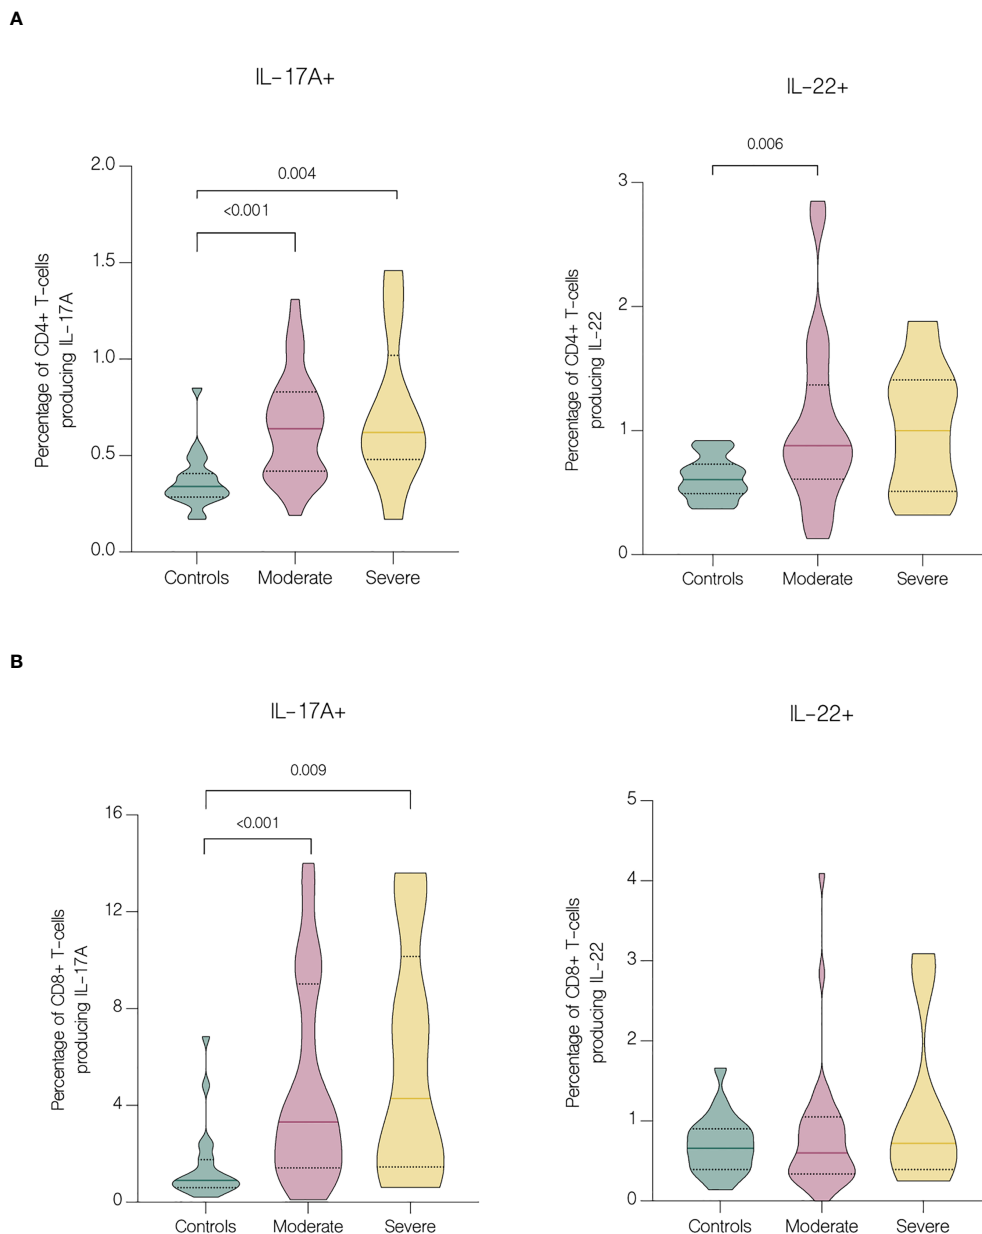 A
IL-17A+
IL-22+
0.004
<0.001
0.006
2.0
1.5
1.0
0.5
0.0
Percentage of CD4+ T-cells
producing IL-17A
Controls
Moderate
Severe
3
2
1
0
Percentage of CD4+ T-cells
producing IL-22
Controls
Moderate
Severe
B
IL-17A+
IL-22+
0.009
<0.001
16
12
8
4
0
Percentage of CD8+ T-cells
producing IL-17A
Controls
Moderate
Severe
5
4
3
2
1
0
Percentage of CD8+ T-cells
producing IL-22
Controls
Moderate
Severe